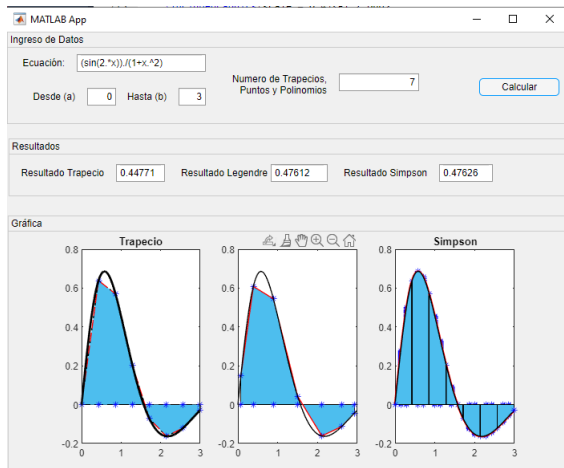 MATLAB App
Ingreso de Datos
Ecuación: (sin(2.*x))./(1+x.^2)
Desde (a) 0 Hasta (b) 3
Numero de Trapecios,
Puntos y Polinomios
7
Calcular
Resultados
Resultado Trapecio 0.44771 Resultado Legendre 0.47612 Resultado Simpson 0.47626
Gráfica
Trapecio
0.8
0.6
0.4
0.2
0
-0.2
0 1 2 3
0.8
0.6
0.4
0.2
0
-0.2
0 1 2 3
Simpson
0.8
0.6
0.4
0.2
0
-0.2
0 1 2 3